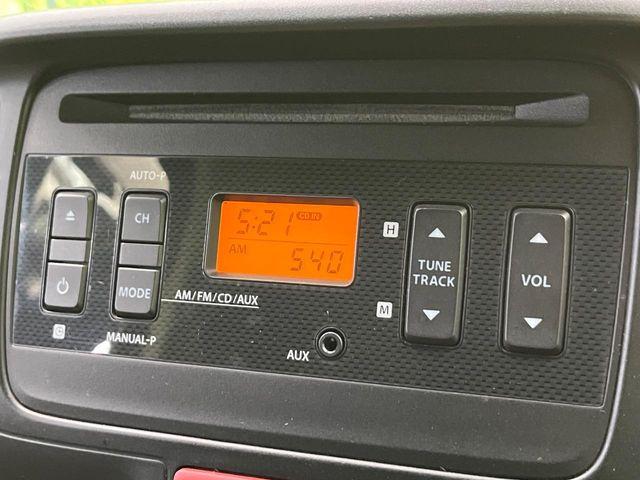 AUTO-P
CH
MODE
MANUAL-P
AM/FM/CD/AUX
5:21 CD IN
AM 540
AUX
H
M
TUNE
TRACK
VOL